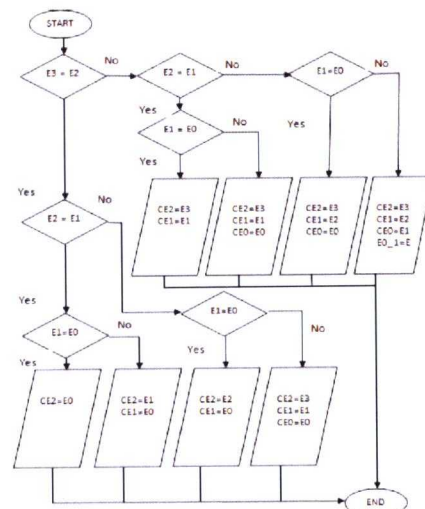 START
E3 = E2
No
E2 = E1
No
E1=E0
No
Yes
E1 = E0
No
Yes
Yes
Yes
CE2=E3
CE1=E1
CE2=E3
CE1=E1
CE0=E0
CE2=E3
CE1=E2
CE0=E0
CE2=E3
CE1=E2
CE0=E1
E0_1=E
E2 = E1
No
Yes
E1=E0
No
Yes
E1=E0
No
Yes
CE2=E0
CE2=E1
CE1=E0
CE2=E2
CE1=E0
CE2=E3
CE1=E1
CE0=E0
END